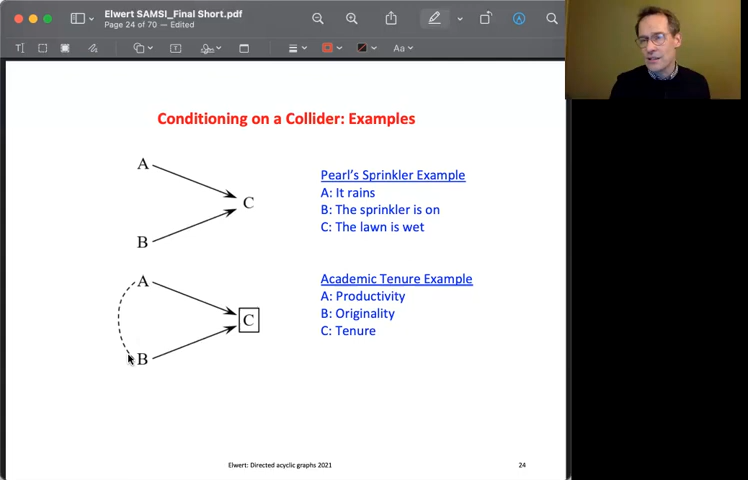 Elwert SAMSI_Final Short.pdf
Page 24 of 70 — Edited
Aa
Conditioning on a Collider: Examples
A
C
B
Pearl's Sprinkler Example
A: It rains
B: The sprinkler is on
C: The lawn is wet
A
C
B
Academic Tenure Example
A: Productivity
B: Originality
C: Tenure
Elwert: Directed acyclic graphs 2021
24